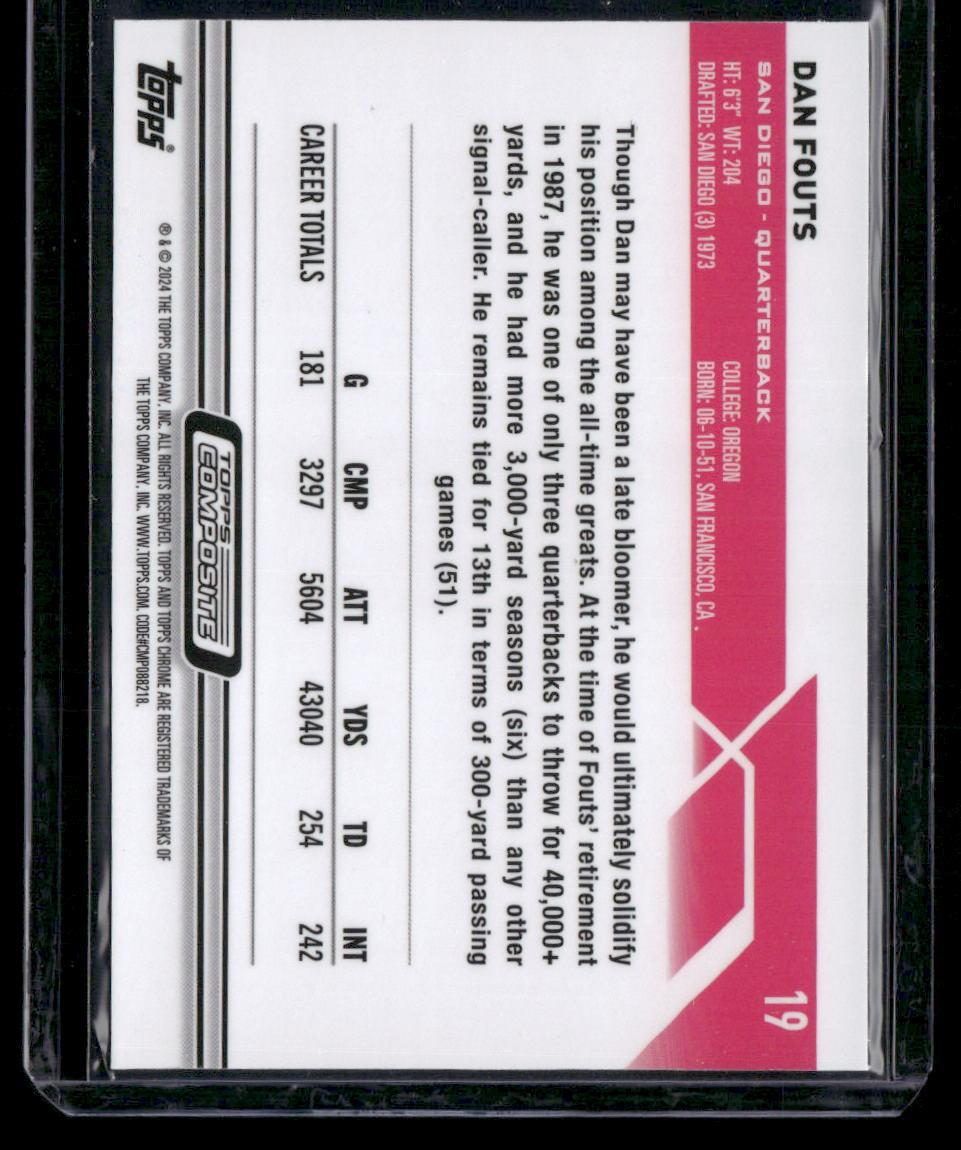 DAN FOUTS
SAN DIEGO - QUARTERBACK
HT: 6'3" WT: 204 COLLEGE: OREGON
DRAFTED: SAN DIEGO (3) 1973 BORN: 06-10-51, SAN FRANCISCO, CA .
19
Though Dan may have been a late bloomer, he would ultimately solidify
his position among the all-time greats. At the time of Fouts' retirement
in 1987, he was one of only three quarterbacks to throw for 40,000+
yards, and he had more 3,000-yard seasons (six) than any other
signal-caller. He remains tied for 13th in terms of 300-yard passing
games (51).
G CMP ATT YDS TD INT
CAREER TOTALS 181 3297 5604 43040 254 242
TOPPS
COMPOSITE
topps®
® & © 2024 THE TOPPS COMPANY, INC. ALL RIGHTS RESERVED. TOPPS AND TOPPS CHROME ARE REGISTERED TRADEMARKS OF
THE TOPPS COMPANY, INC. WWW.TOPPS.COM. CODE#CMP088218.